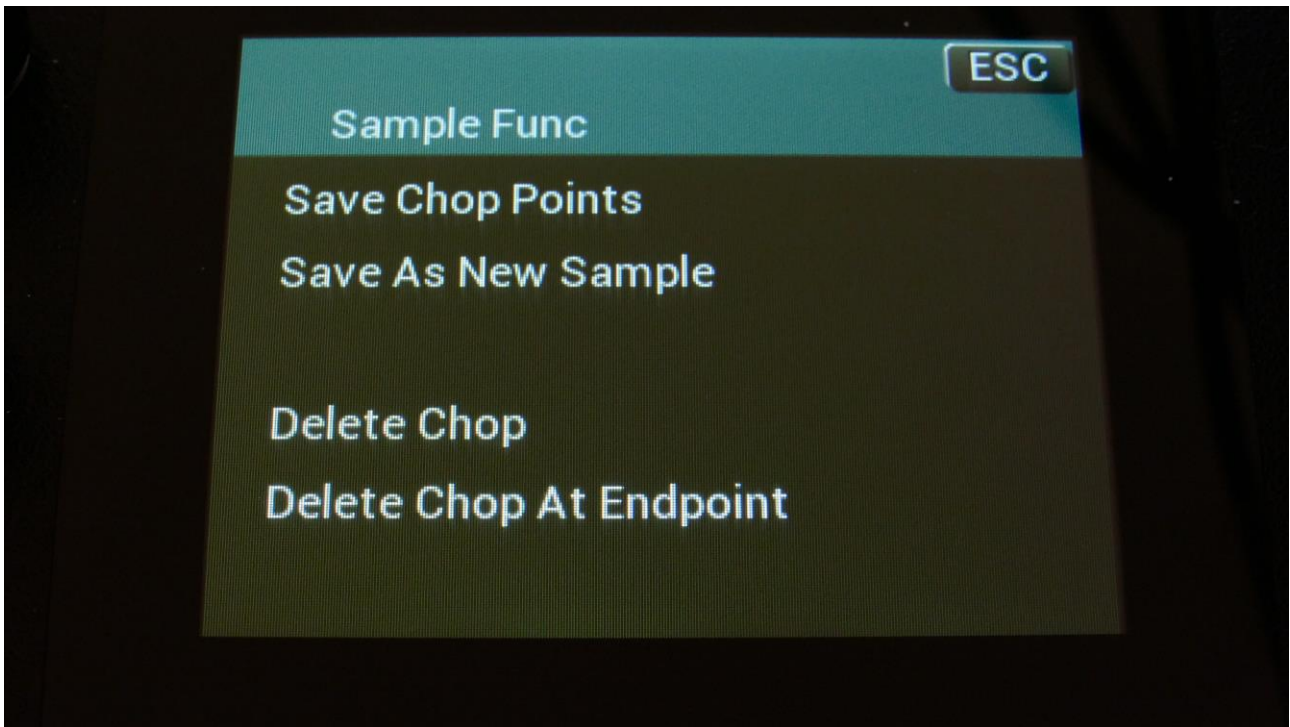 ESC
Sample Func
Save Chop Points
Save As New Sample
Delete Chop
Delete Chop At Endpoint